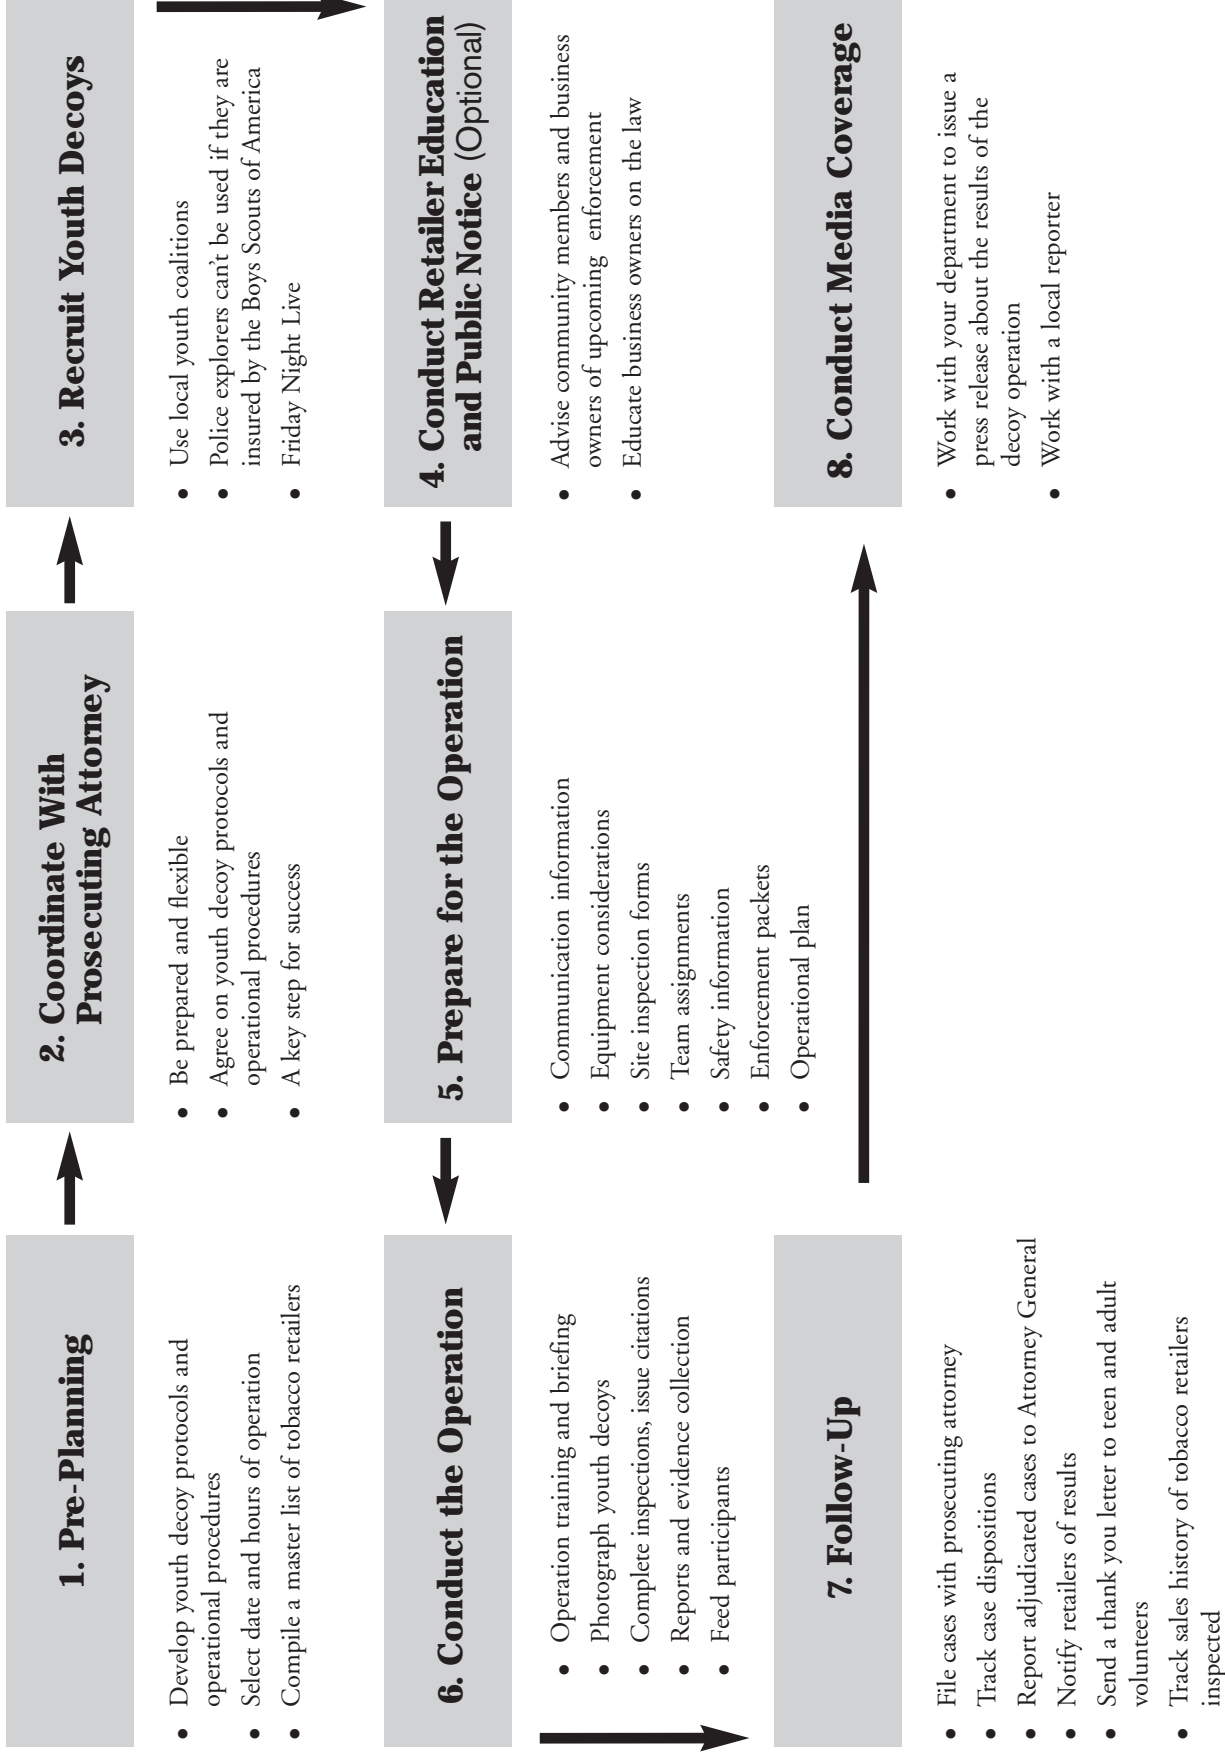 1. Pre-Planning
• Develop youth decoy protocols and
operational procedures
• Select date and hours of operation
• Compile a master list of tobacco retailers
2. Coordinate With
Prosecuting Attorney
• Be prepared and flexible
• Agree on youth decoy protocols and
operational procedures
• A key step for success
3. Recruit Youth Decoys
• Use local youth coalitions
• Police explorers can't be used if they are
insured by the Boys Scouts of America
• Friday Night Live
4. Conduct Retailer Education
and Public Notice (Optional)
• Advise community members and business
owners of upcoming enforcement
• Educate business owners on the law
5. Prepare for the Operation
• Communication information
• Equipment considerations
• Site inspection forms
• Team assignments
• Safety information
• Enforcement packets
• Operational plan
6. Conduct the Operation
• Operation training and briefing
• Photograph youth decoys
• Complete inspections, issue citations
• Reports and evidence collection
• Feed participants
7. Follow-Up
• File cases with prosecuting attorney
• Track case dispositions
• Report adjudicated cases to Attorney General
• Notify retailers of results
• Send a thank you letter to teen and adult
volunteers
• Track sales history of tobacco retailers
inspected
8. Conduct Media Coverage
• Work with your department to issue a
press release about the results of the
decoy operation
• Work with a local reporter